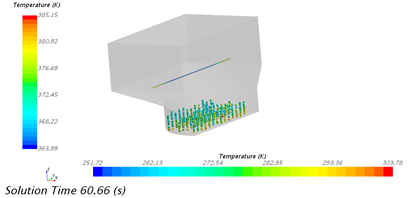 Temperature (K)
385.15
380.92
376.69
372.45
368.22
363.99
Temperature (K)
251.72 262.13 272.54 282.95 293.36 303.78
Solution Time 60.66 (s)